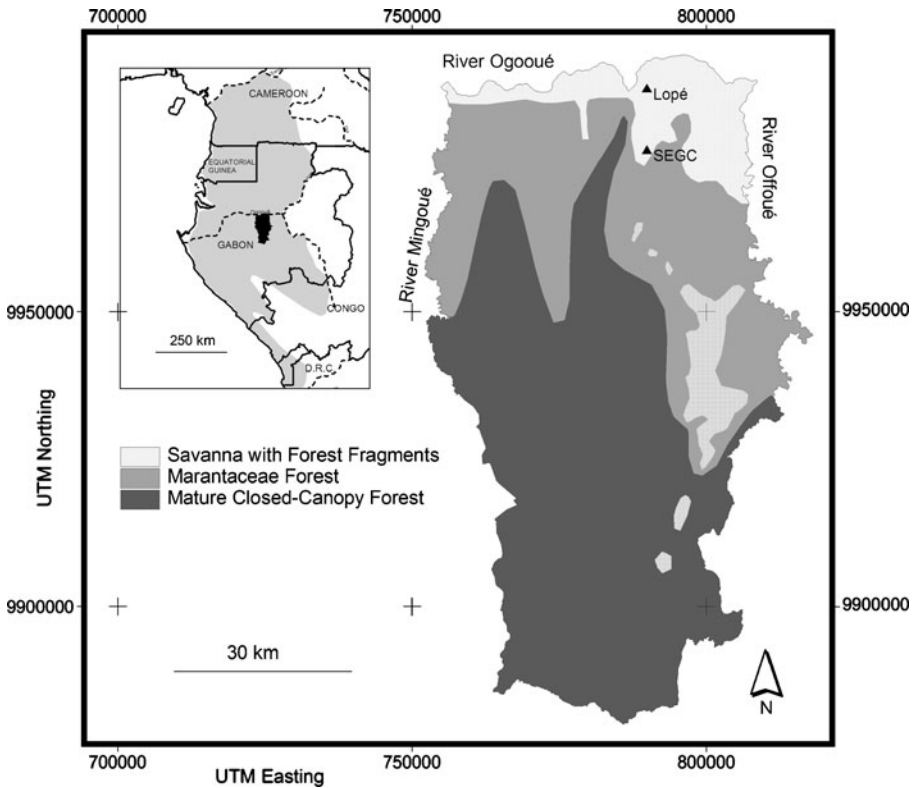 700000 750000 800000
River Ogooué
CAMEROON
Lopé
EQUATORIAL
GUINEA
SEGC
River Offoué
River Mingoué
GABON
CONGO
9950000 9950000
250 km
D.R.C.
UTM Northing
Savanna with Forest Fragments
Marantaceae Forest
Mature Closed-Canopy Forest
9900000 9900000
30 km
N
700000 750000 800000
UTM Easting